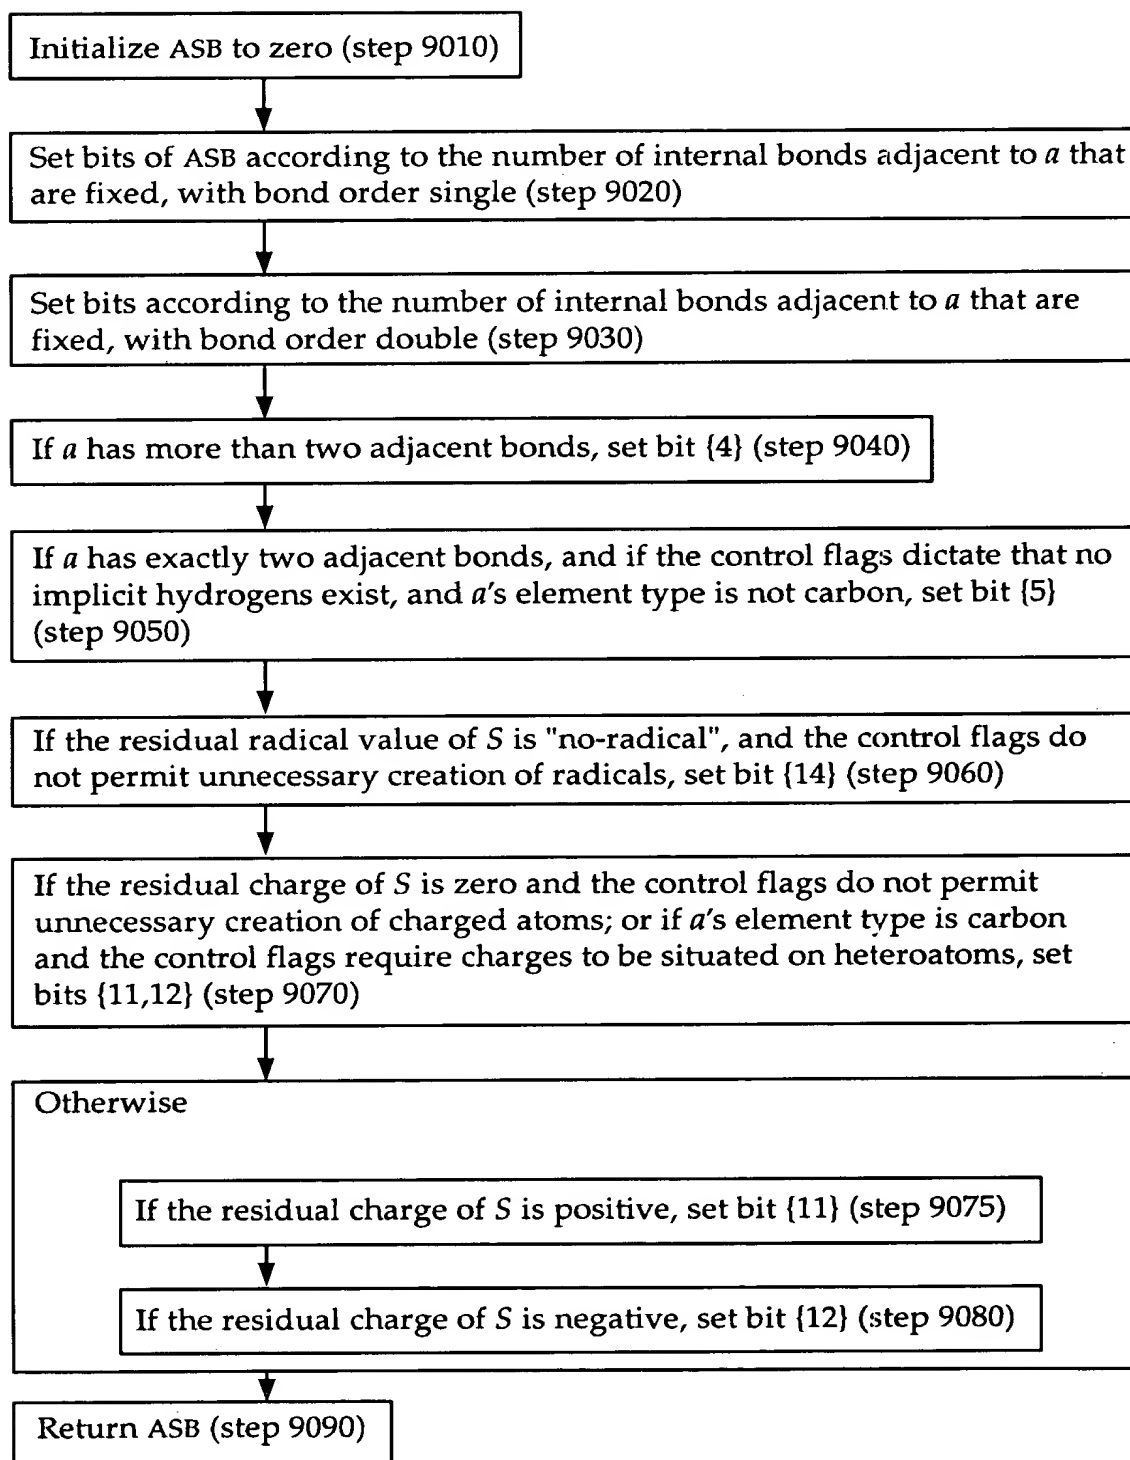 Initialize ASB to zero (step 9010)
Set bits of ASB according to the number of internal bonds adjacent to a that
are fixed, with bond order single (step 9020)
Set bits according to the number of internal bonds adjacent to a that are
fixed, with bond order double (step 9030)
If a has more than two adjacent bonds, set bit {4} (step 9040)
If a has exactly two adjacent bonds, and if the control flags dictate that no
implicit hydrogens exist, and a's element type is not carbon, set bit {5}
(step 9050)
If the residual radical value of S is "no-radical", and the control flags do
not permit unnecessary creation of radicals, set bit {14} (step 9060)
If the residual charge of S is zero and the control flags do not permit
unnecessary creation of charged atoms; or if a's element type is carbon
and the control flags require charges to be situated on heteroatoms, set
bits {11,12} (step 9070)
Otherwise
If the residual charge of S is positive, set bit {11} (step 9075)
If the residual charge of S is negative, set bit {12} (step 9080)
Return ASB (step 9090)